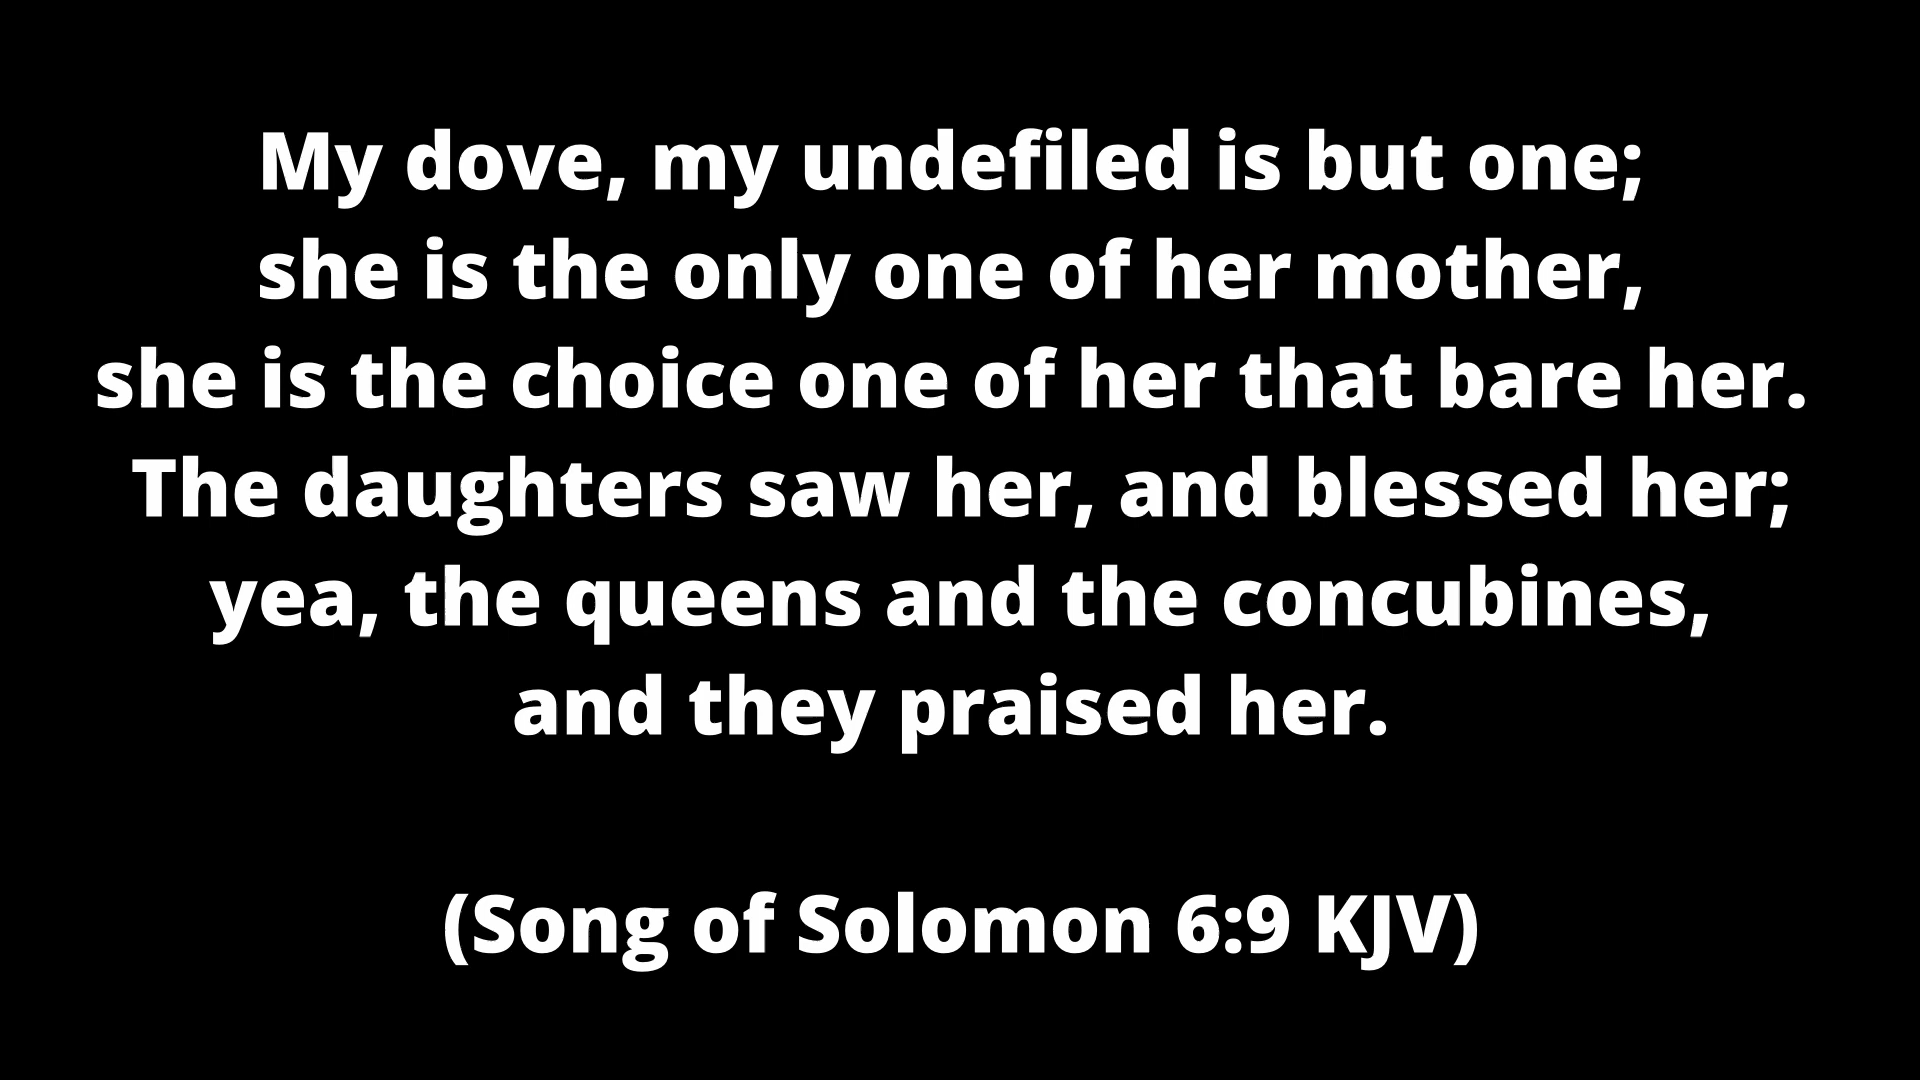 My dove, my undefiled is but one;
she is the only one of her mother,
she is the choice one of her that bare her.
The daughters saw her, and blessed her;
yea, the queens and the concubines,
and they praised her.
(Song of Solomon 6:9 KJV)